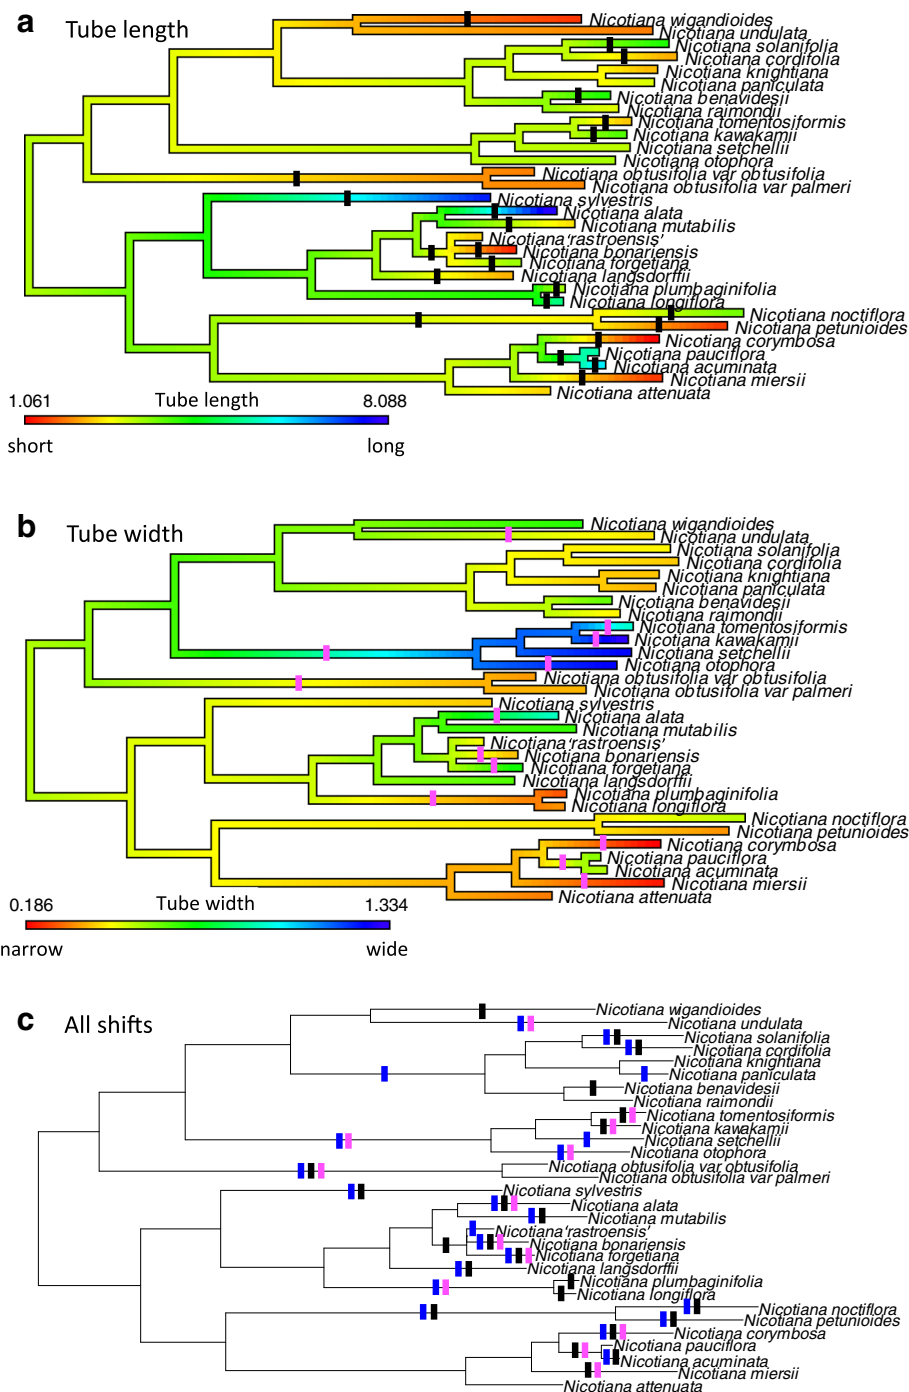 a
Tube length
Nicotiana wigandioides
Nicotiana undulata
Nicotiana solanifolia
Nicotiana cordifolia
Nicotiana knightiana
Nicotiana paniculata
Nicotiana benavidesii
Nicotiana raimondii
Nicotiana tomentosiformis
Nicotiana kawakamii
Nicotiana setchellii
Nicotiana otophora
Nicotiana obtusifolia var obtusifolia
Nicotiana obtusifolia var palmeri
Nicotiana sylvestris
Nicotiana alata
Nicotiana mutabilis
Nicotiana 'rastroensis'
Nicotiana bonariensis
Nicotiana forgetiana
Nicotiana langsdorffii
Nicotiana plumbaginifolia
Nicotiana longiflora
Nicotiana noctiflora
Nicotiana petunioides
Nicotiana corymbosa
Nicotiana pauciflora
Nicotiana acuminata
Nicotiana miersii
Nicotiana attenuata
1.061 Tube length 8.088
short long
b
Tube width
Nicotiana wigandioides
Nicotiana undulata
Nicotiana solanifolia
Nicotiana cordifolia
Nicotiana knightiana
Nicotiana paniculata
Nicotiana benavidesii
Nicotiana raimondii
Nicotiana tomentosiformis
Nicotiana kawakamii
Nicotiana setchellii
Nicotiana otophora
Nicotiana obtusifolia var obtusifolia
Nicotiana obtusifolia var palmeri
Nicotiana sylvestris
Nicotiana alata
Nicotiana mutabilis
Nicotiana 'rastroensis'
Nicotiana bonariensis
Nicotiana forgetiana
Nicotiana langsdorffii
Nicotiana plumbaginifolia
Nicotiana longiflora
Nicotiana noctiflora
Nicotiana petunioides
Nicotiana corymbosa
Nicotiana pauciflora
Nicotiana acuminata
Nicotiana miersii
Nicotiana attenuata
0.186 Tube width 1.334
narrow wide
c
All shifts
Nicotiana wigandioides
Nicotiana undulata
Nicotiana solanifolia
Nicotiana cordifolia
Nicotiana knightiana
Nicotiana paniculata
Nicotiana benavidesii
Nicotiana raimondii
Nicotiana tomentosiformis
Nicotiana kawakamii
Nicotiana setchellii
Nicotiana otophora
Nicotiana obtusifolia var obtusifolia
Nicotiana obtusifolia var palmeri
Nicotiana sylvestris
Nicotiana alata
Nicotiana mutabilis
Nicotiana 'rastroensis'
Nicotiana bonariensis
Nicotiana forgetiana
Nicotiana langsdorffii
Nicotiana plumbaginifolia
Nicotiana longiflora
Nicotiana noctiflora
Nicotiana petunioides
Nicotiana corymbosa
Nicotiana pauciflora
Nicotiana acuminata
Nicotiana miersii
Nicotiana attenuata